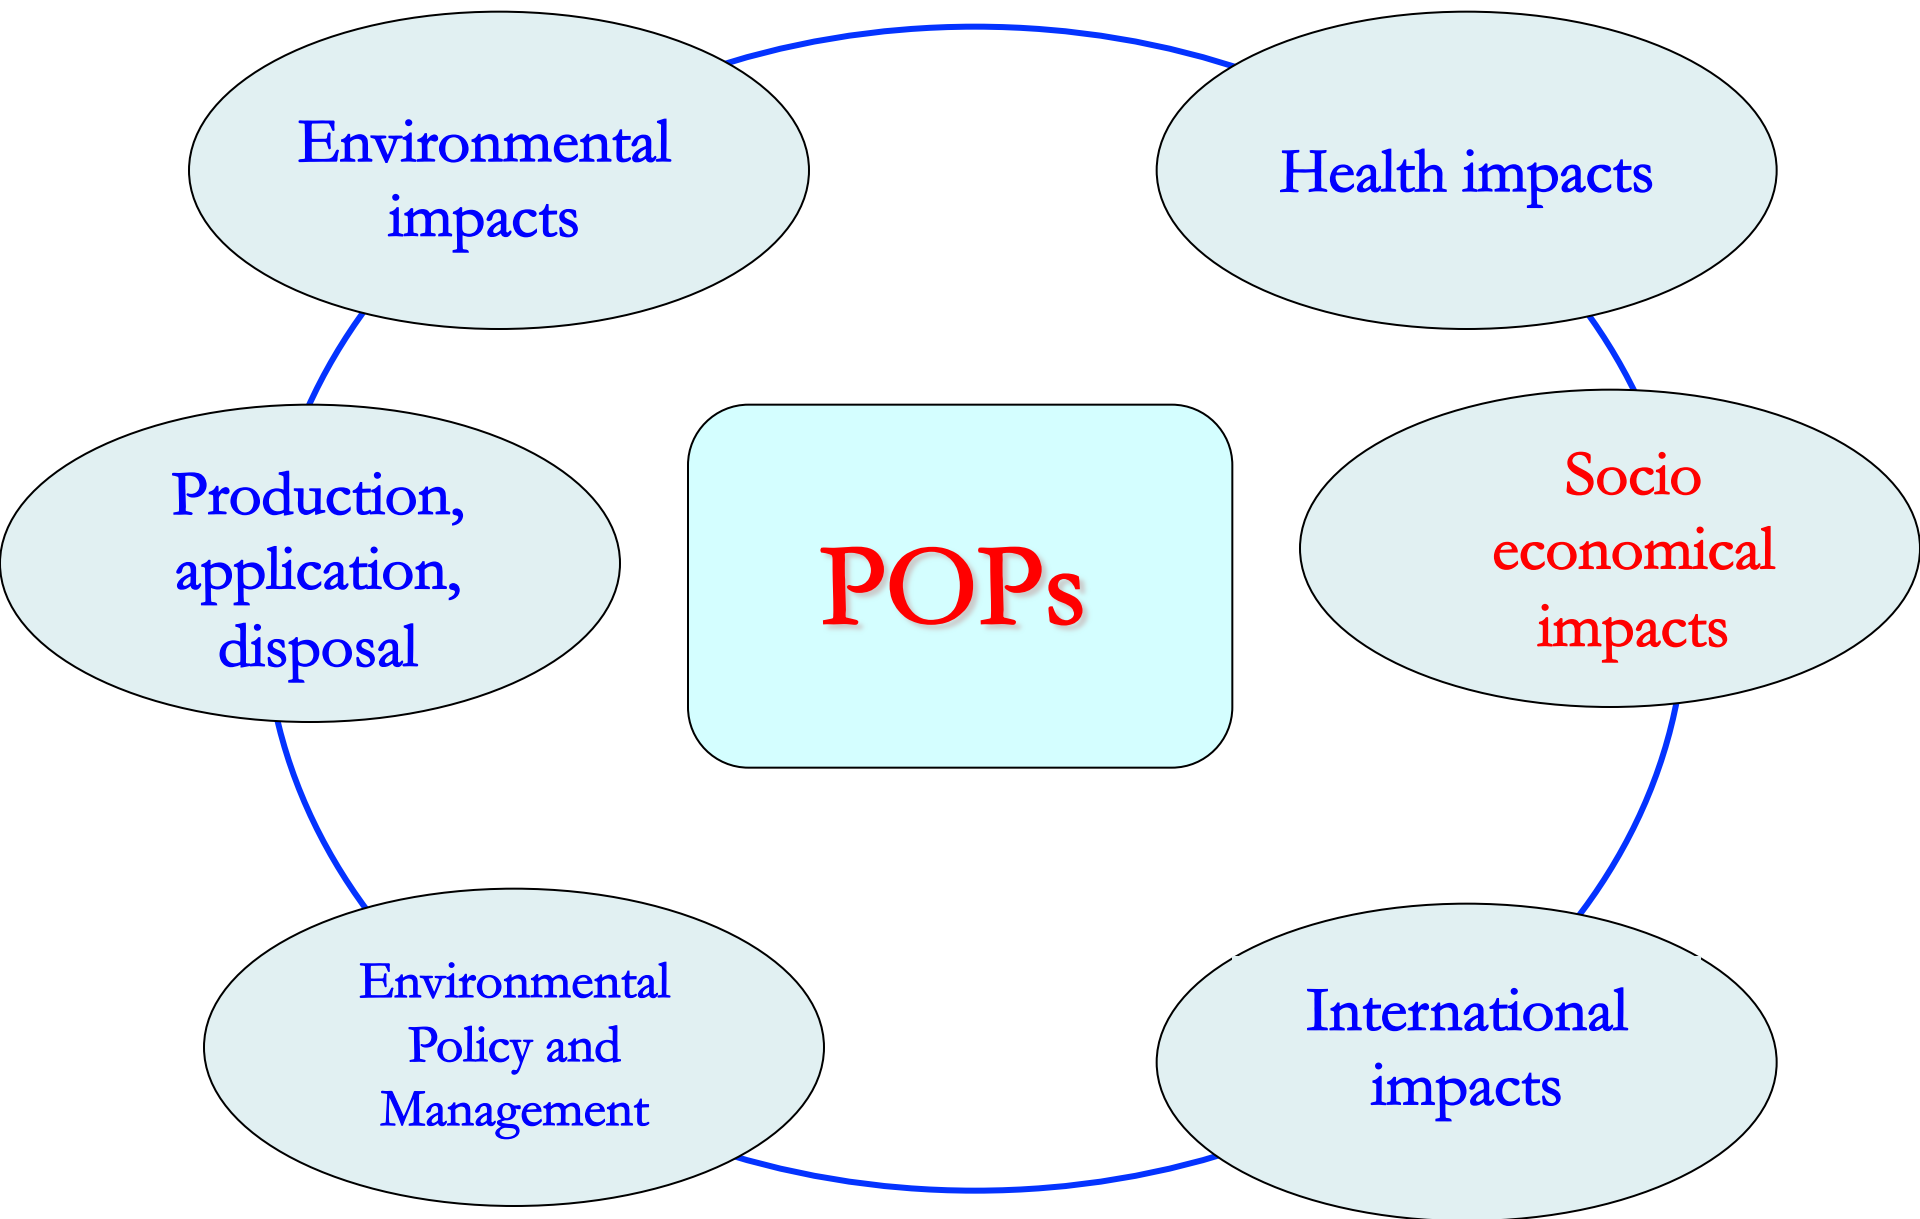 Environmental
impacts
Health impacts
Production,
application,
disposal
POPs
Socio
economical
impacts
Environmental
Policy and
Management
International
impacts